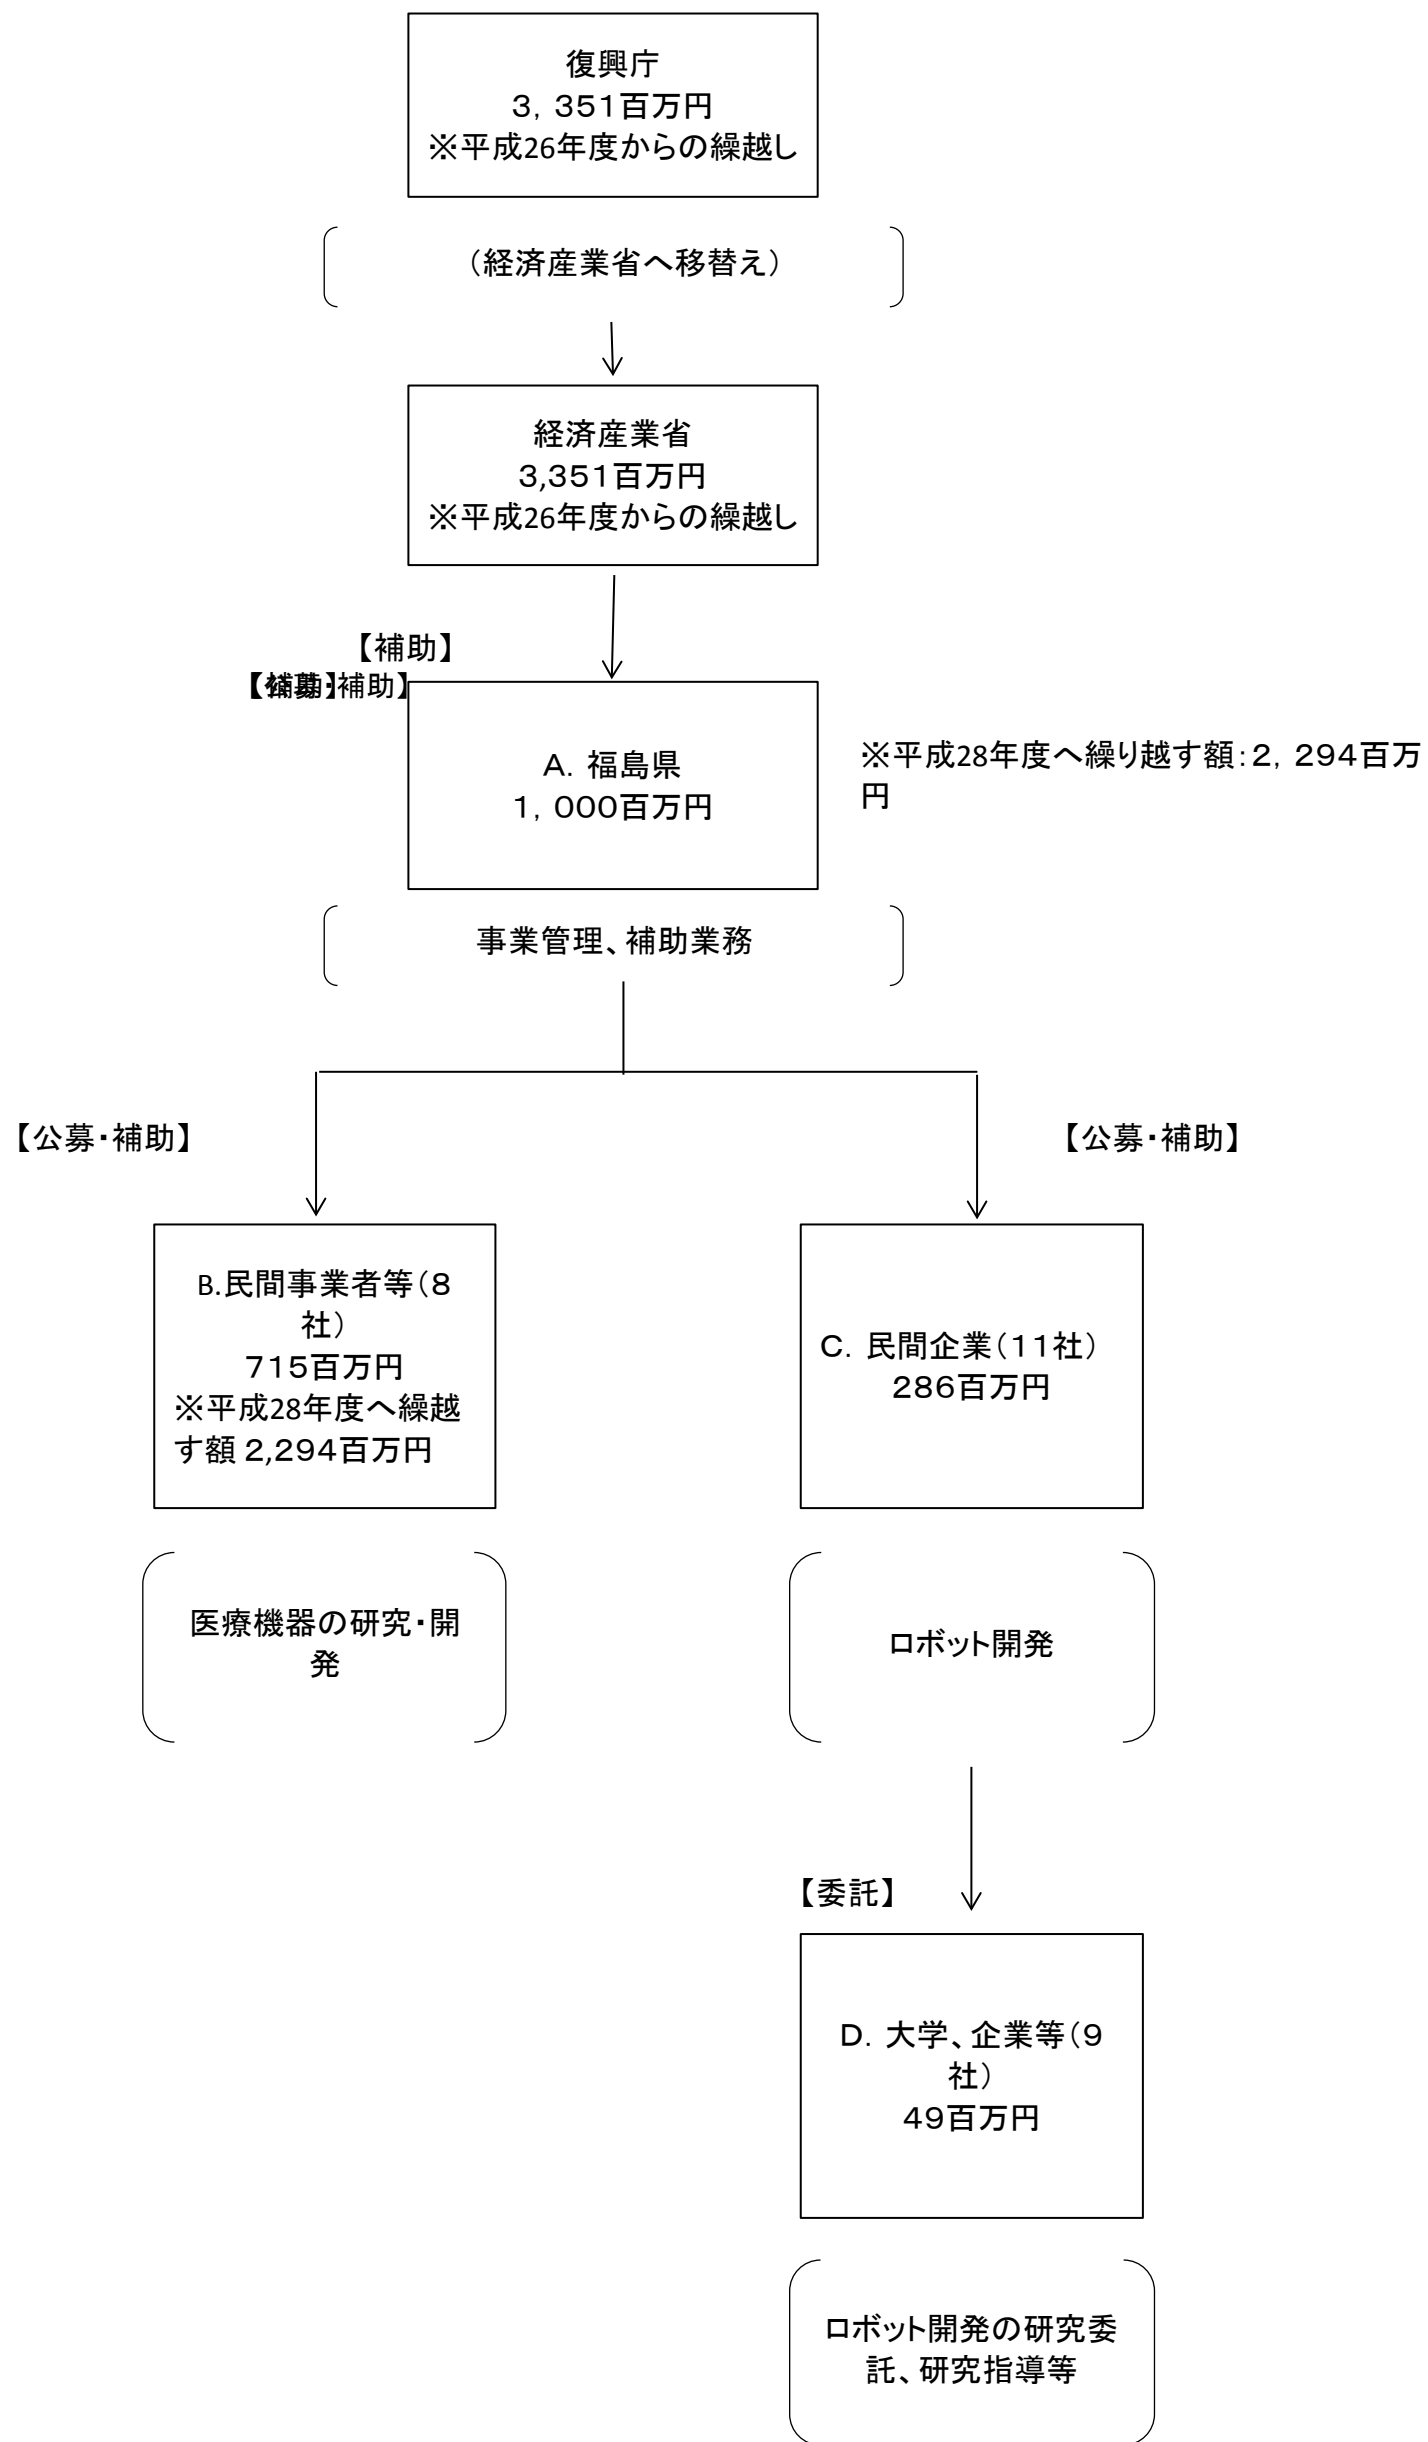 復興庁
３，３５１百万円
※平成26年度からの繰越し
（経済産業省へ移替え）
経済産業省
３,３５１百万円
※平成26年度からの繰越し
【補助】
【補助】
【公募・補助】
Ａ．福島県
１，０００百万円
※平成28年度へ繰り越す額：２，２９４百万
円
事業管理、補助業務
【公募・補助】
【公募・補助】
B.民間事業者等（８
社）
７１５百万円
※平成28年度へ繰越
す額 ２,２９４百万円
Ｃ．民間企業（１１社）
２８６百万円
医療機器の研究・開
発
ロボット開発
【委託】
Ｄ．大学、企業等（９
社）
４９百万円
ロボット開発の研究委
託、研究指導等